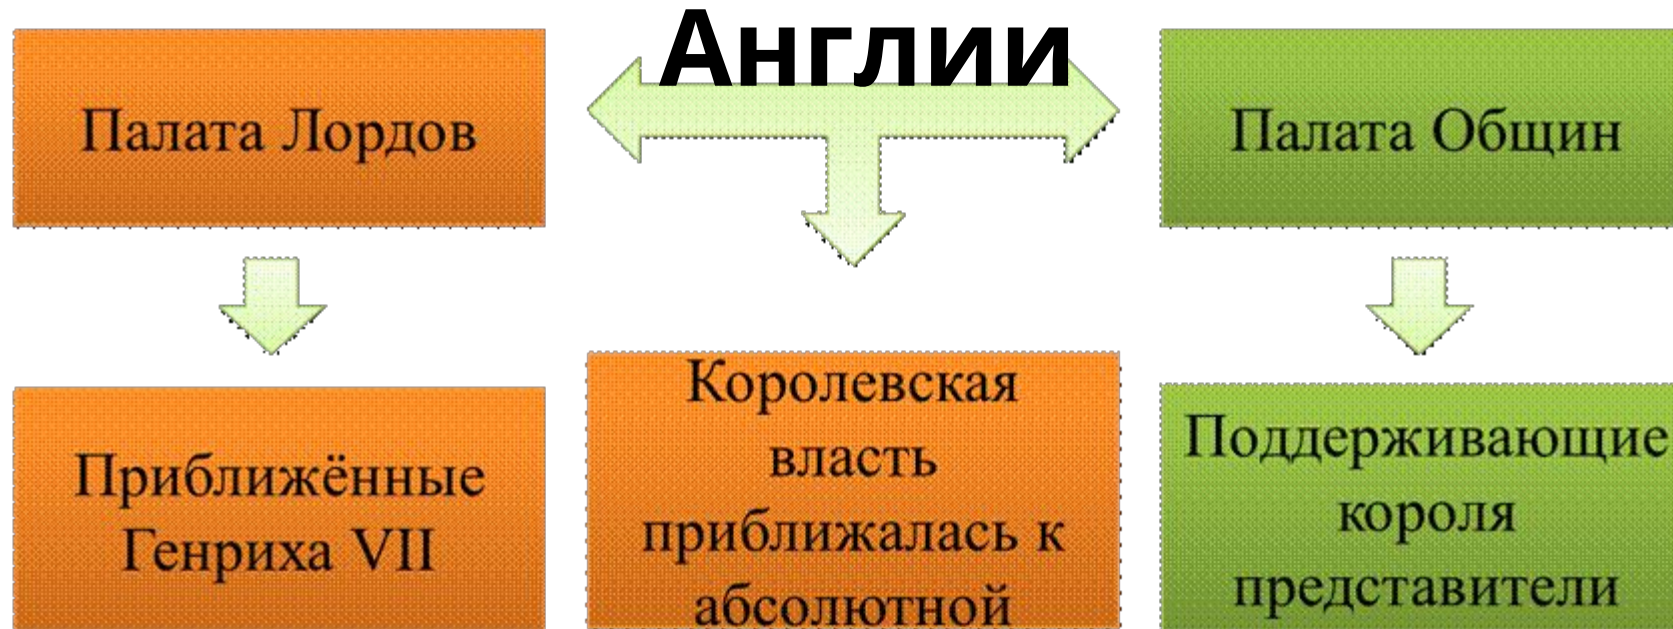 Англии
Палата Лордов
Палата Общин
Приближённые
Генриха VII
Королевская
власть
приближалась к
абсолютной
Поддерживающие
короля
представители